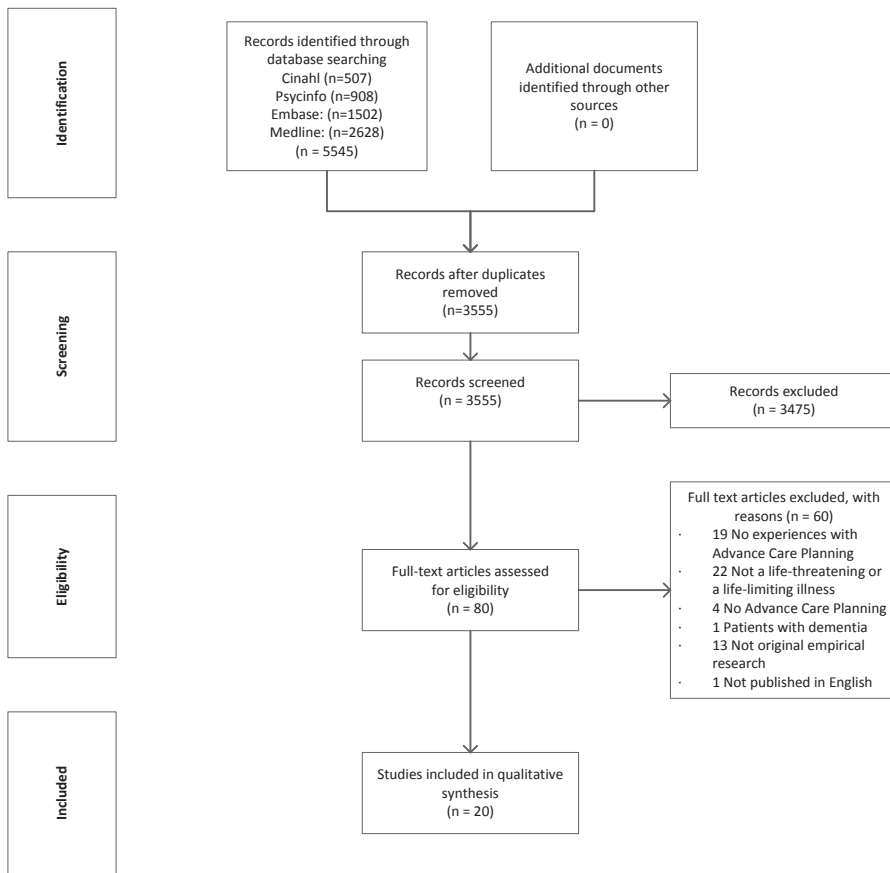 Identification
Records identified through
database searching
Cinahl (n=507)
Psycinfo (n=908)
Embase: (n=1502)
Medline: (n=2628)
(n = 5545)
Additional documents
identified through other
sources
(n = 0)
Screening
Records after duplicates
removed
(n=3555)
Records screened
(n = 3555)
Records excluded
(n = 3475)
Eligibility
Full-text articles assessed
for eligibility
(n = 80)
Full text articles excluded, with
reasons (n = 60)
· 19 No experiences with
Advance Care Planning
· 22 Not a life-threatening or
a life-limiting illness
· 4 No Advance Care Planning
· 1 Patients with dementia
· 13 Not original empirical
research
· 1 Not published in English
Included
Studies included in qualitative
synthesis
(n = 20)